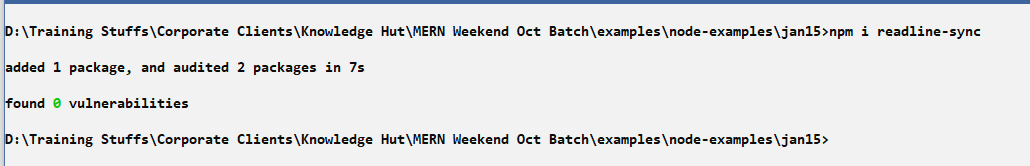 D:\Training Stuffs\Corporate Clients\Knowledge Hut\MERN Weekend Oct Batch\examples\node-examples\jan15>npm i readline-sync
added 1 package, and audited 2 packages in 7s
found 0 vulnerabilities
D:\Training Stuffs\Corporate Clients\Knowledge Hut\MERN Weekend Oct Batch\examples\node-examples\jan15>